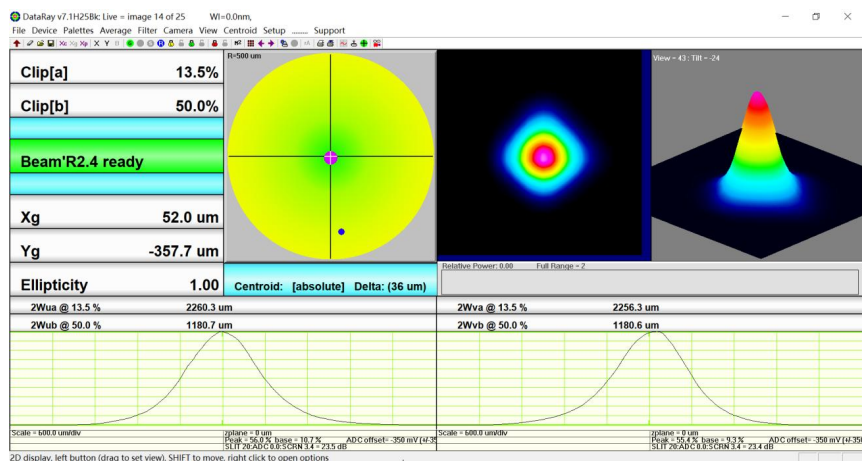 DataRay v7.1H25Bk: Live = image 14 of 25 WI=0.0nm,
File Device Palettes Average Filter Camera View Centroid Setup ........ Support
Clip[a] 13.5%
Clip[b] 50.0%
Beam'R2.4 ready
Xg 52.0 um
Yg -357.7 um
Ellipticity 1.00
R=500 um
Centroid: [absolute] Delta: (36 um)
View = 43 : Tilt = -24
Relative Power: 0.00 Full Range = 2
2Wua @ 13.5 % 2260.3 um
2Wub @ 50.0 % 1180.7 um
2Wva @ 13.5 % 2256.3 um
2Wvb @ 50.0 % 1180.6 um
Scale = 600.0 um/div
zplane = 0 um
Peak = 56.0 % base = 10.7 % ADC offset= -350 mV (+/-35
SLIT 20:ADC 0.0:SCRN 3.4 = 23.5 dB
Scale = 600.0 um/div
zplane = 0 um
Peak = 55.4 % base = 9.3 % ADC offset= -350 mV (+/-350
SLIT 20:ADC 0.0:SCRN 3.4 = 23.4 dB
2D display, left button (drag to set view), SHIFT to move, right click to open options